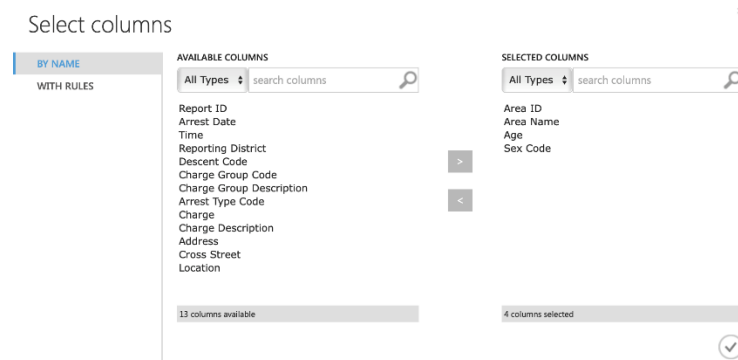 Select columns
BY NAME
WITH RULES
AVAILABLE COLUMNS
All Types search columns
Report ID
Arrest Date
Time
Reporting District
Descent Code
Charge Group Code
Charge Group Description
Arrest Type Code
Charge
Charge Description
Address
Cross Street
Location
13 columns available
>
<
SELECTED COLUMNS
All Types search columns
Area ID
Area Name
Age
Sex Code
4 columns selected